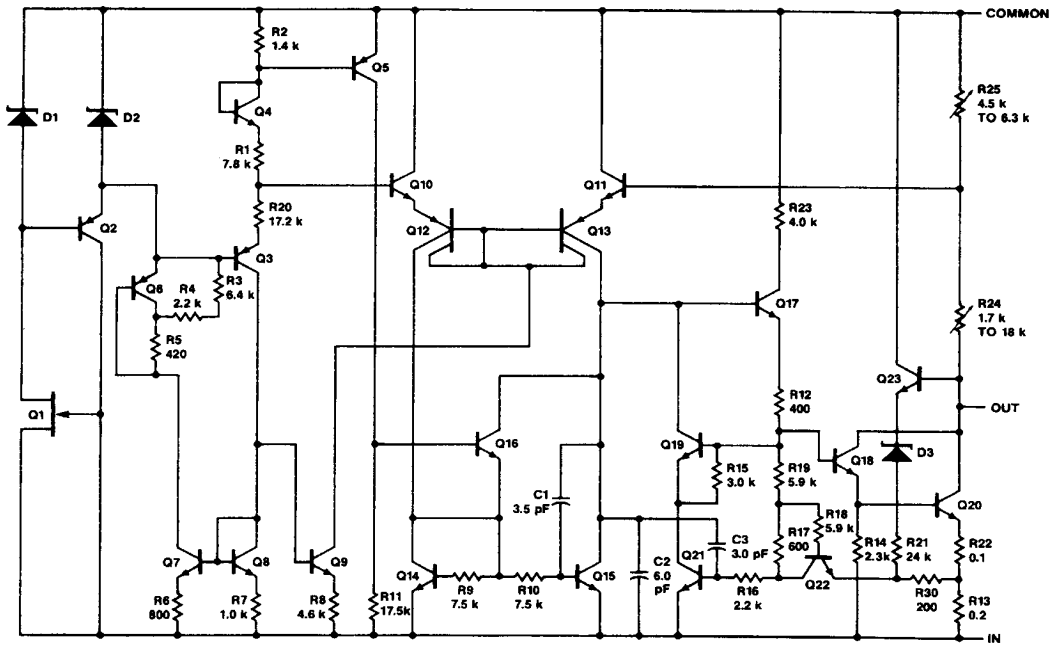 COMMON
R2
1.4 k
Q5
D1
D2
Q4
R25
4.5 k
TO 6.3 k
R1
7.8 k
Q10
Q11
R20
17.2 k
R23
4.0 k
Q2
Q12
Q13
Q3
R3
6.4 k
R4
2.2 k
Q6
Q17
R24
1.7 k
TO 18 k
R5
420
Q23
R12
400
OUT
Q1
Q16
Q19
Q18
D3
R15
3.0 k
R19
5.9 k
C1
3.5 pF
Q20
R18
5.9 k
C3
3.0 pF
R17
600
R14
2.3k
R21
24 k
R22
0.1
Q7
Q8
Q9
Q14
R9
7.5 k
R10
7.5 k
Q15
C2
6.0
pF
Q21
R16
2.2 k
Q22
R30
200
R6
800
R7
1.0 k
R8
4.6 k
R11
17.5k
R13
0.2
IN